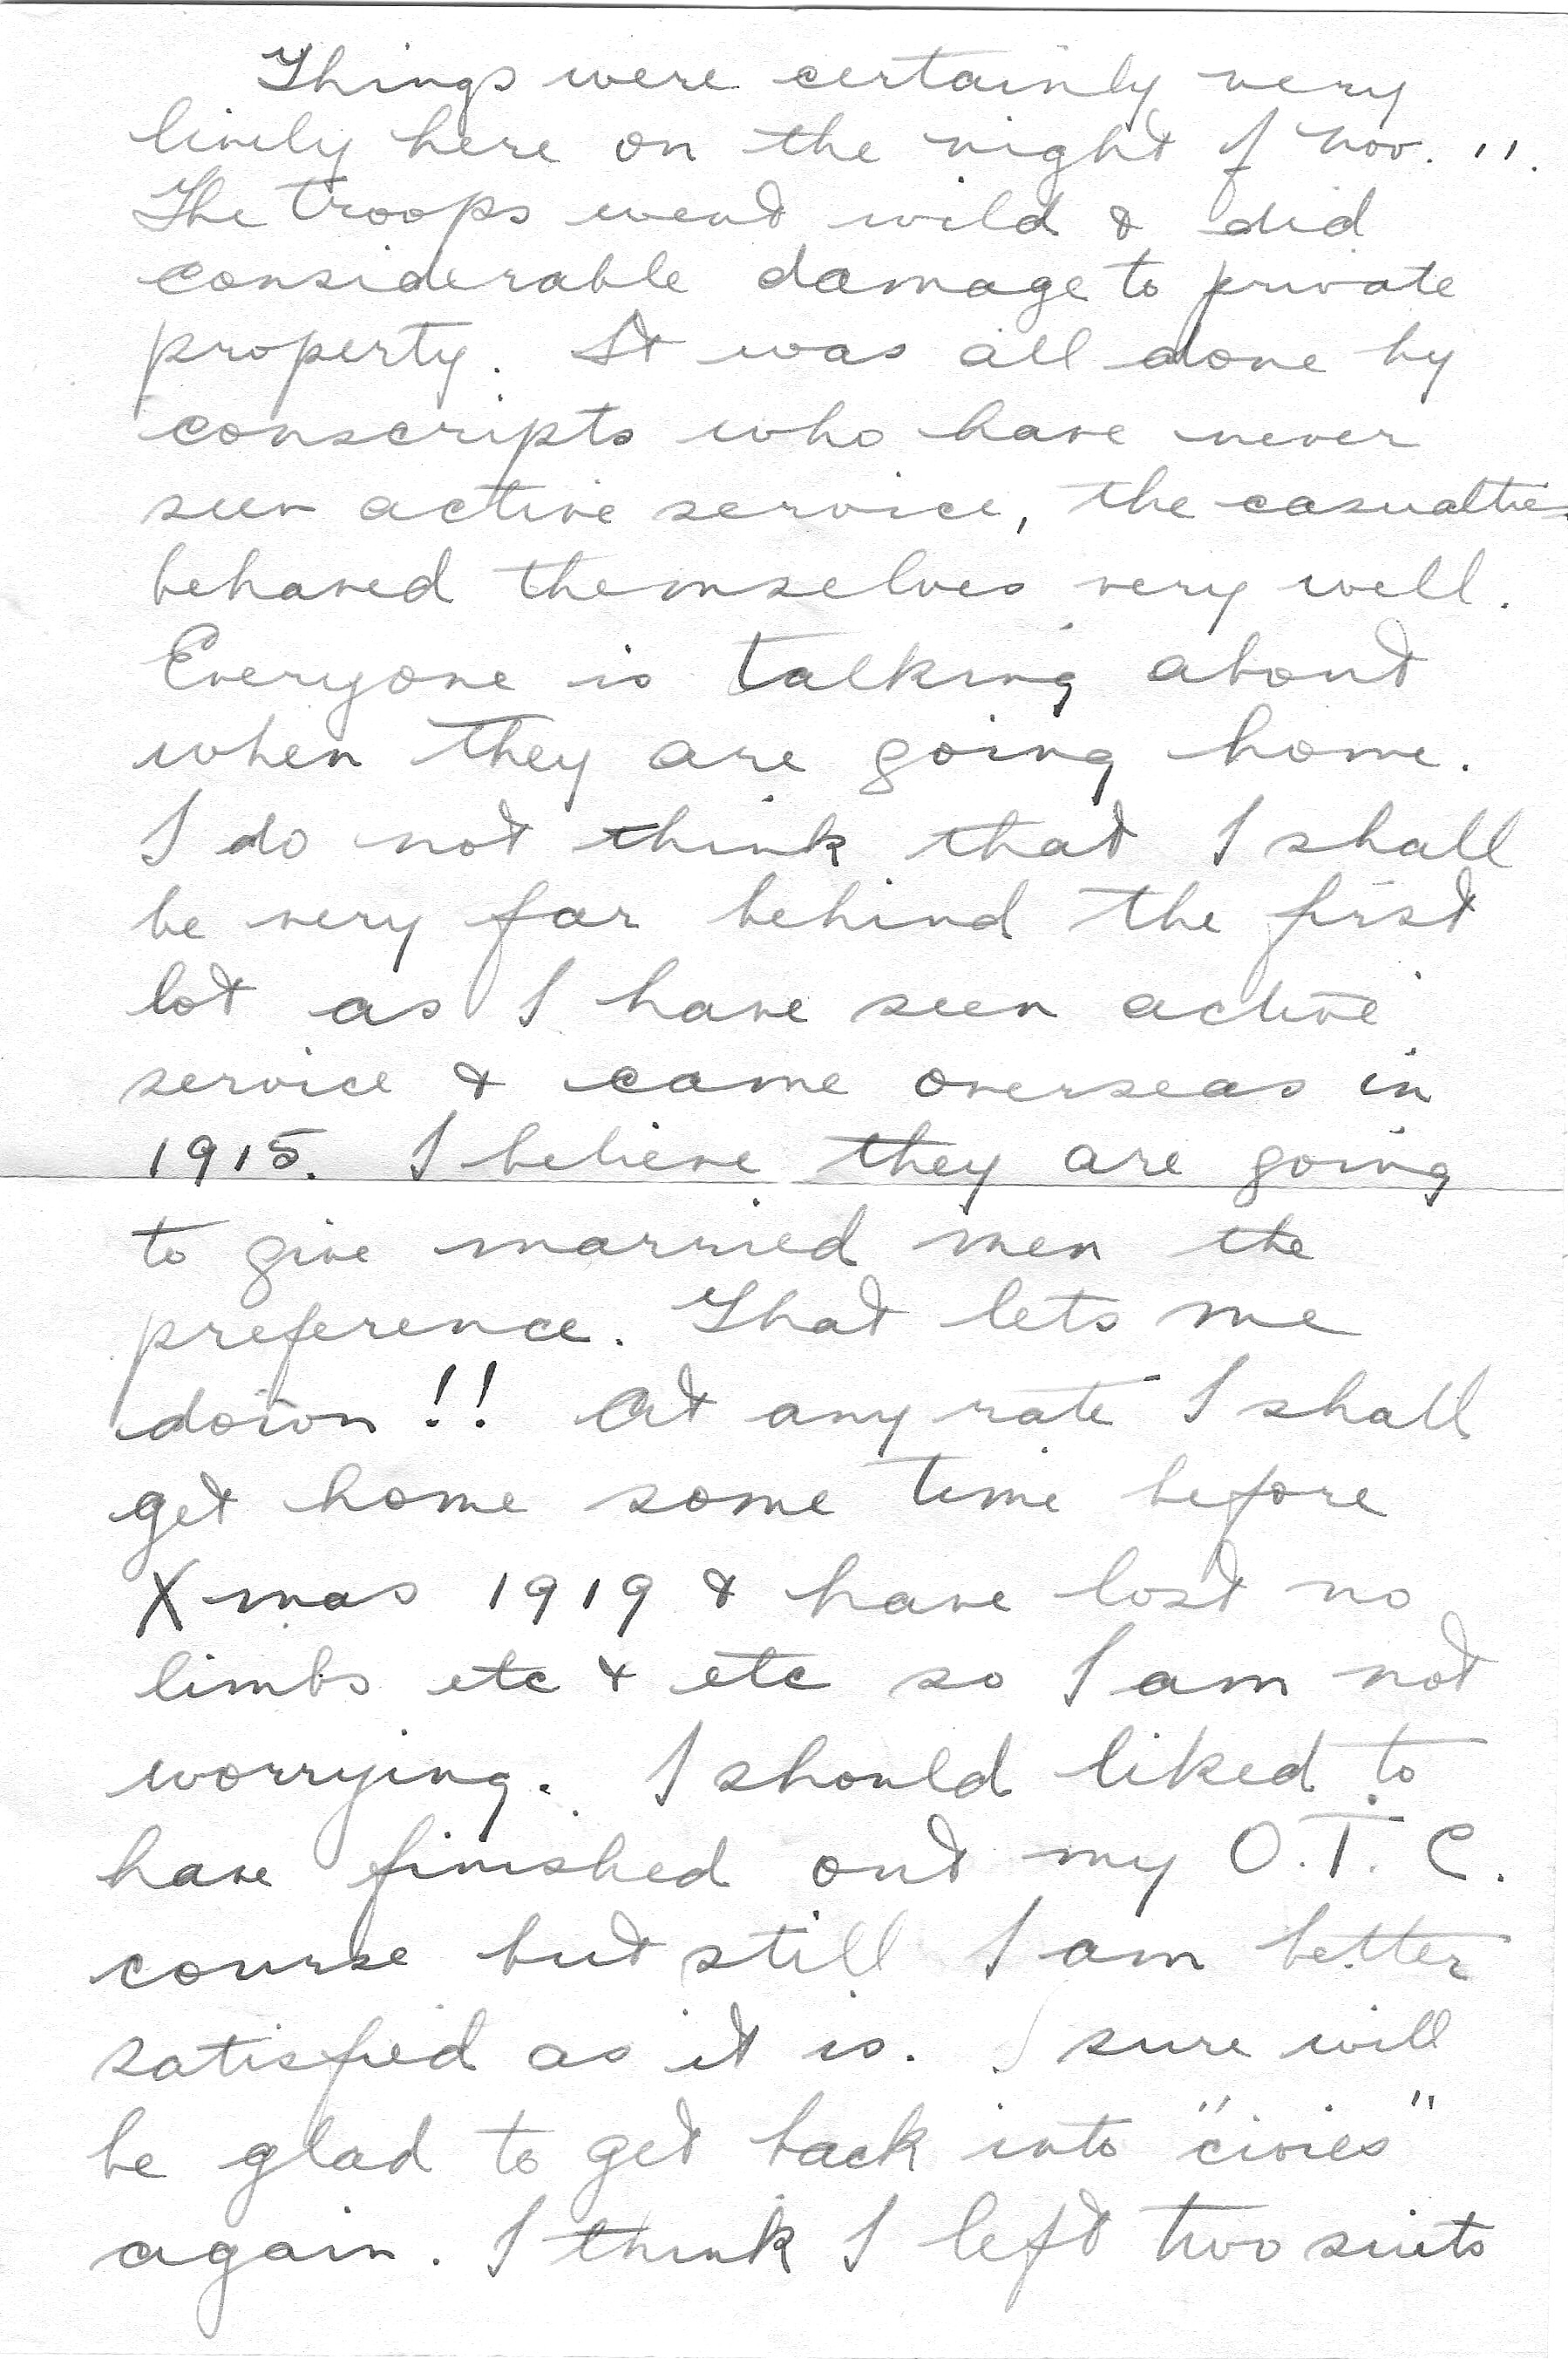 Things were certainly very
lively here on the night of Nov. 11.
The troops went wild & did
considerable damage to private
property. It was all done by
conscripts who have never
seen active service, the casualties
behaved themselves very well.
Everyone is talking about
when they are going home.
I do not think that I shall
be very far behind the first
lot as I have seen active
service & came overseas in
1915. I believe they are going
to give married men the
preference. That lets me
down!! At any rate I shall
get home some time before
Xmas 1919 & have lost no
limbs etc & etc so I am not
worrying. I should liked to
have finished out my O.T.C.
course but still I am better
satisfied as it is. I sure will
be glad to get back into "civies"
again. I think I left two suits